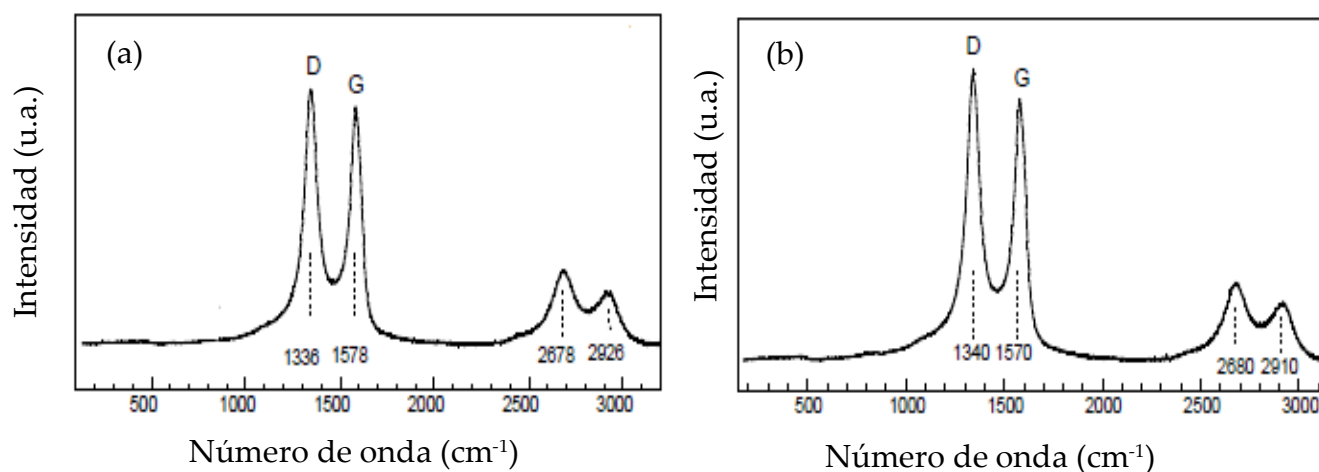 (a)
D
G
Intensidad (u.a.)
1336 1578 2678 2926
500 1000 1500 2000 2500 3000
Número de onda (cm⁻¹)
(b)
D
G
Intensidad (u.a.)
1340 1570 2680 2910
500 1000 1500 2000 2500 3000
Número de onda (cm⁻¹)